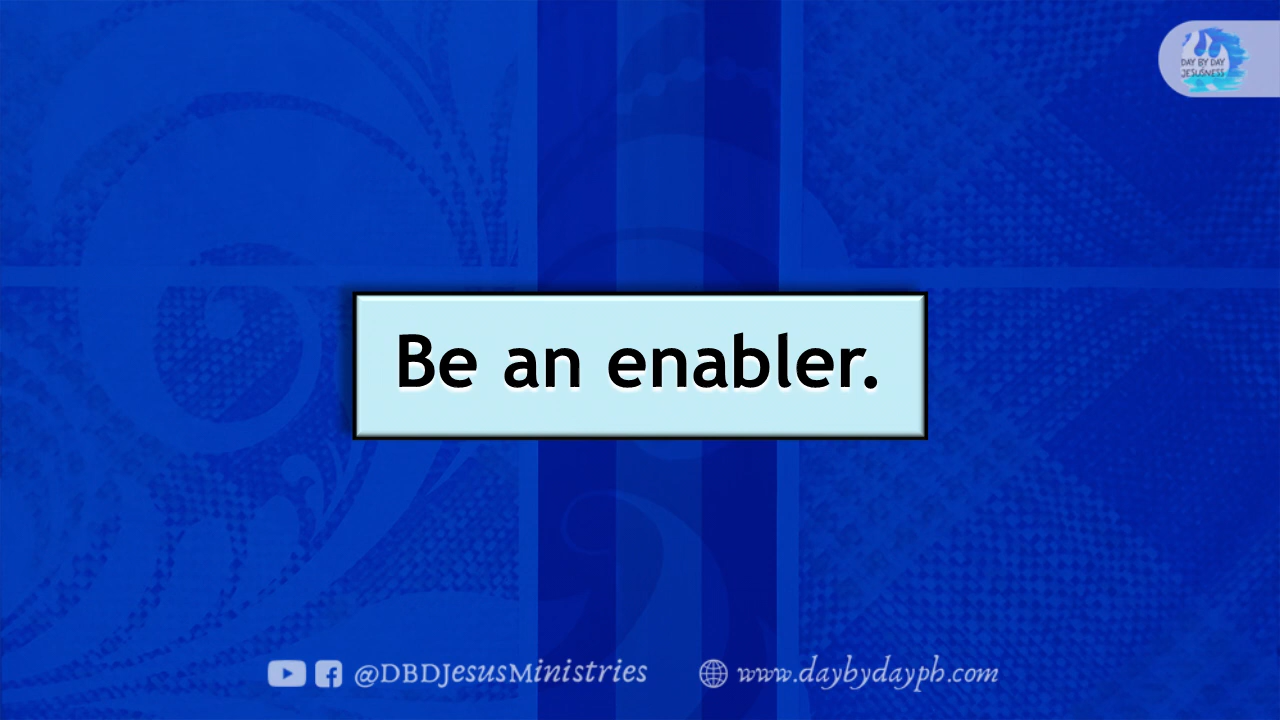 DAY BY DAY
JESUSNESS
Be an enabler.
@DBDJesusMinistries
www.daybydayph.com